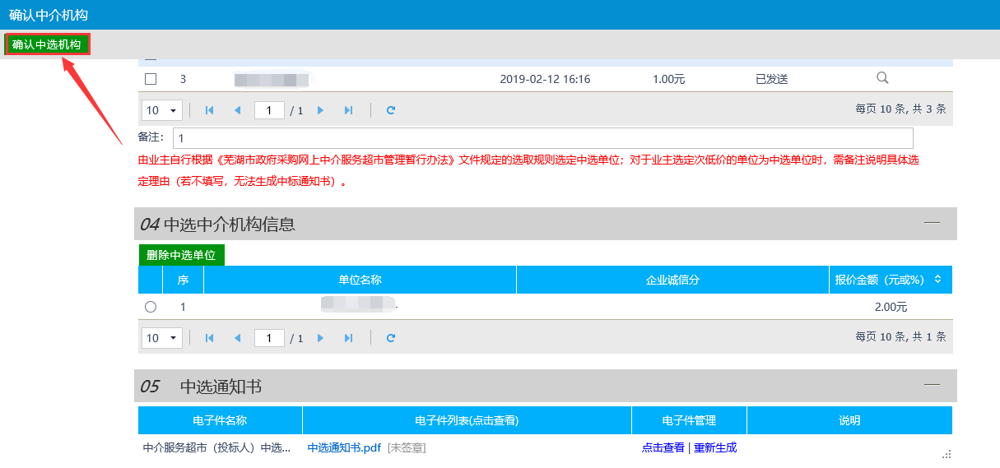 确认中介机构
确认中选机构
3 2019-02-12 16:16 1.00元 已发送
10 1 / 1 每页 10 条, 共 3 条
备注: 1
由业主自行根据《芜湖市政府采购网上中介服务超市管理暂行办法》文件规定的选取规则选定中选单位；对于业主选定次低价的单位为中选单位时，需备注说明具体选
定理由（若不填写，无法生成中标通知书）。
04 中选中介机构信息
删除中选单位
序 单位名称 企业诚信分 报价金额（元或%）
1 2.00元
10 1 / 1 每页 10 条, 共 1 条
05 中选通知书
电子件名称 电子件列表(点击查看) 电子件管理 说明
中介服务超市（投标人）中选... 中选通知书.pdf [未签章] 点击查看 | 重新生成